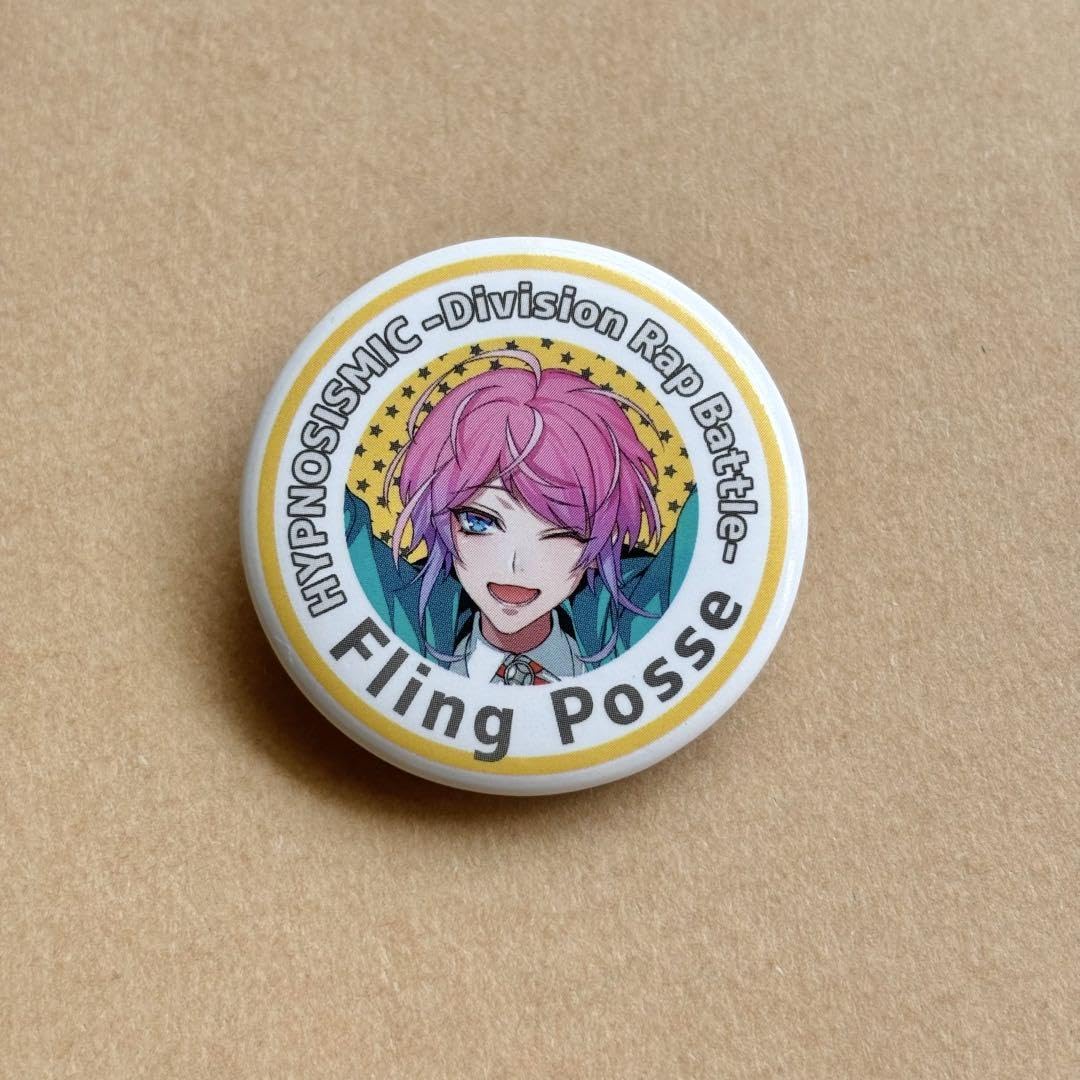 HYPNOSISMIC -Division Rap Battle-
Fling Posse